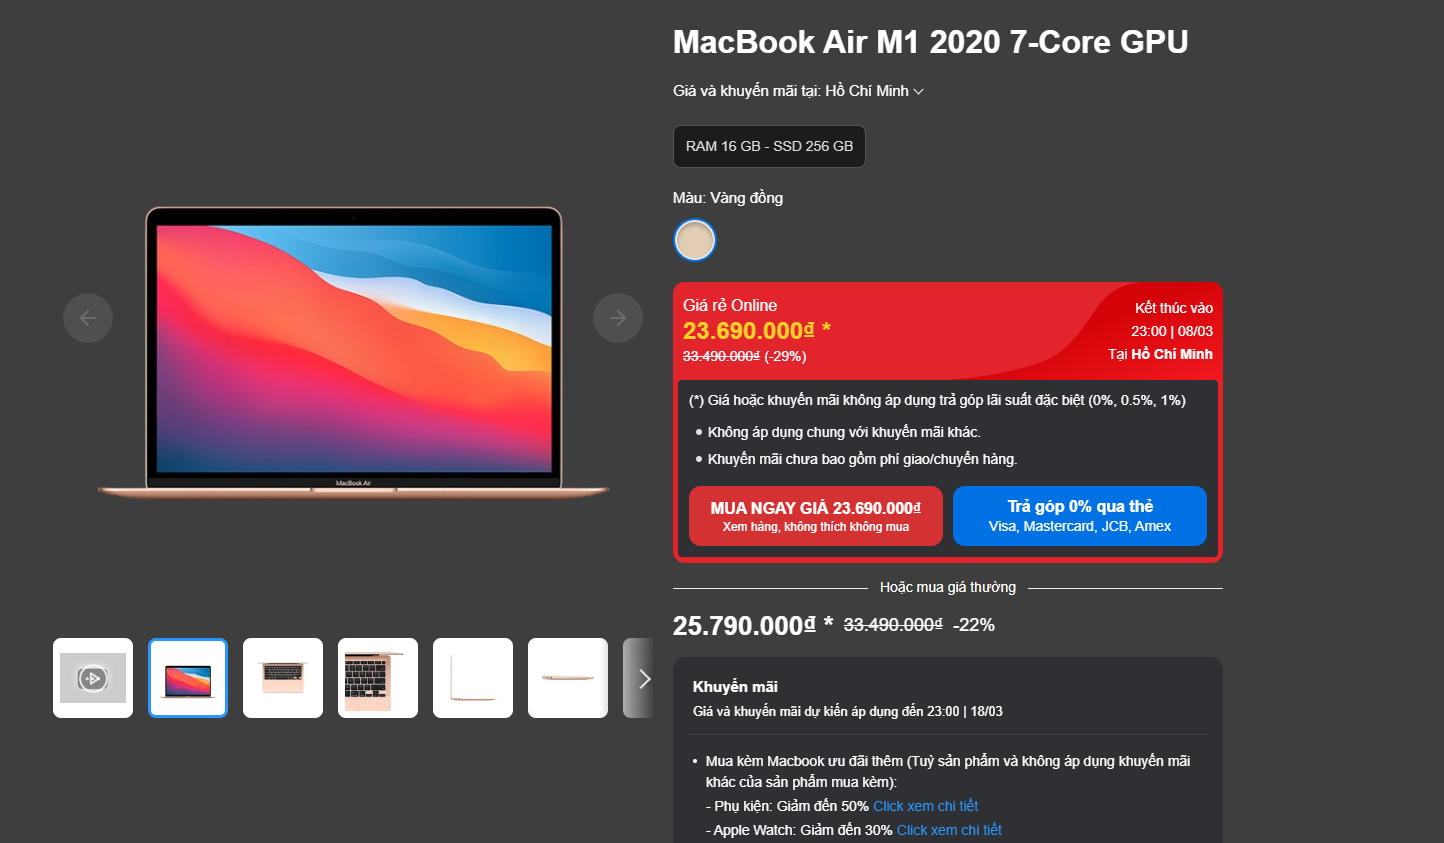 MacBook Air M1 2020 7-Core GPU
Giá và khuyến mãi tại: Hồ Chí Minh
RAM 16 GB - SSD 256 GB
Màu: Vàng đồng
Giá rẻ Online
23.690.000₫ *
33.490.000₫ (-29%)
Kết thúc vào
23:00 | 08/03
Tại Hồ Chí Minh
(*) Giá hoặc khuyến mãi không áp dụng trả góp lãi suất đặc biệt (0%, 0.5%, 1%)
Không áp dụng chung với khuyến mãi khác.
Khuyến mãi chưa bao gồm phí giao/chuyển hàng.
MUA NGAY GIÁ 23.690.000₫
Xem hàng, không thích không mua
Trả góp 0% qua thẻ
Visa, Mastercard, JCB, Amex
Hoặc mua giá thường
25.790.000₫ * 33.490.000₫ -22%
Khuyến mãi
Giá và khuyến mãi dự kiến áp dụng đến 23:00 | 18/03
• Mua kèm Macbook ưu đãi thêm (Tuỳ sản phẩm và không áp dụng khuyến mãi
khác của sản phẩm mua kèm):
- Phụ kiện: Giảm đến 50% Click xem chi tiết
- Apple Watch: Giảm đến 30% Click xem chi tiết
MacBook Air